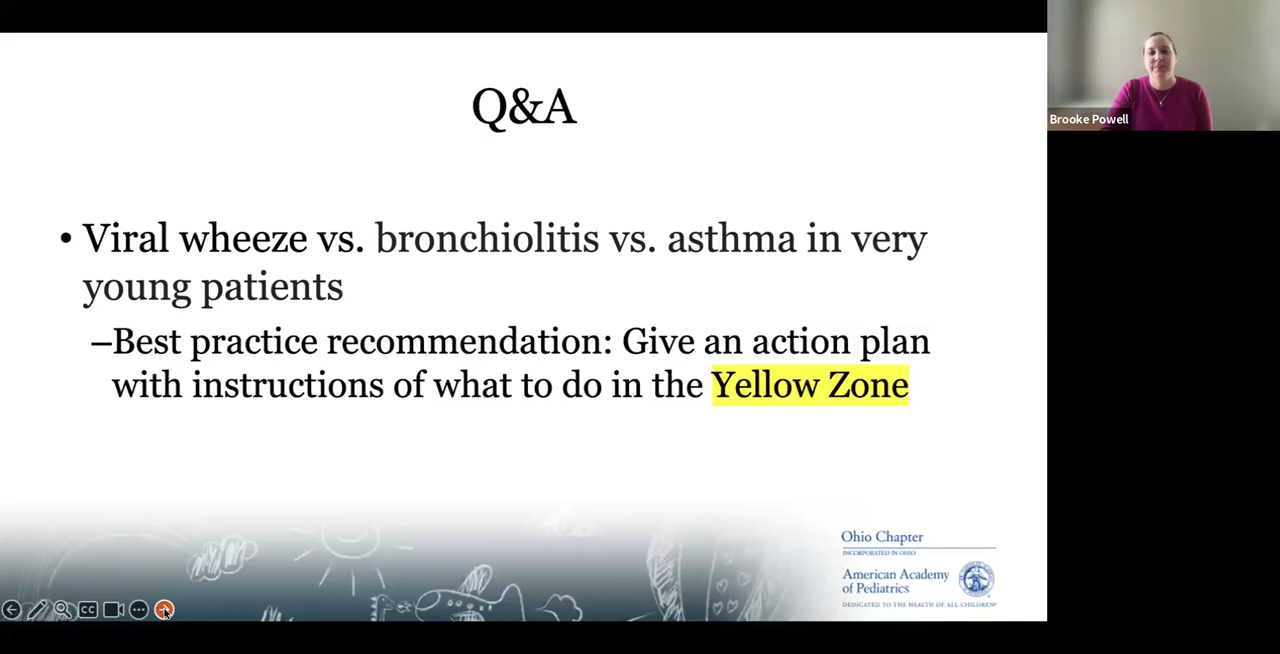 Q&A
• Viral wheeze vs. bronchiolitis vs. asthma in very
young patients
–Best practice recommendation: Give an action plan
with instructions of what to do in the Yellow Zone
Brooke Powell
Ohio Chapter
INCORPORATED IN OHIO
American Academy
of Pediatrics
DEDICATED TO THE HEALTH OF ALL CHILDREN®
CC